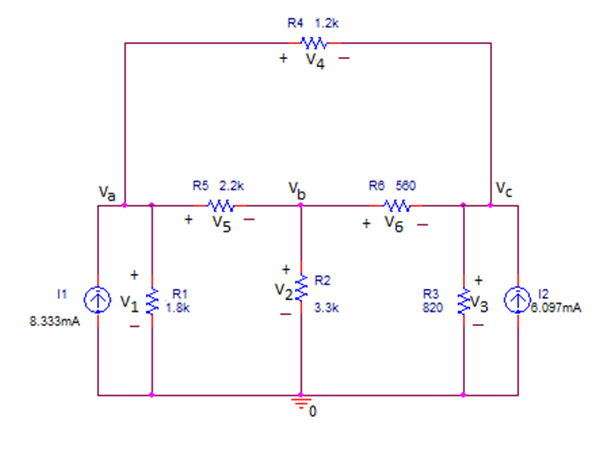 R4 1.2k
+ V4 −
Va
R5 2.2k
Vb
R6 560
Vc
+ V5 −
+ V6 −
I1
8.333mA
+
V1
−
R1
1.8k
+
V2
−
R2
3.3k
R3
820
+
V3
−
I2
6.097mA
0